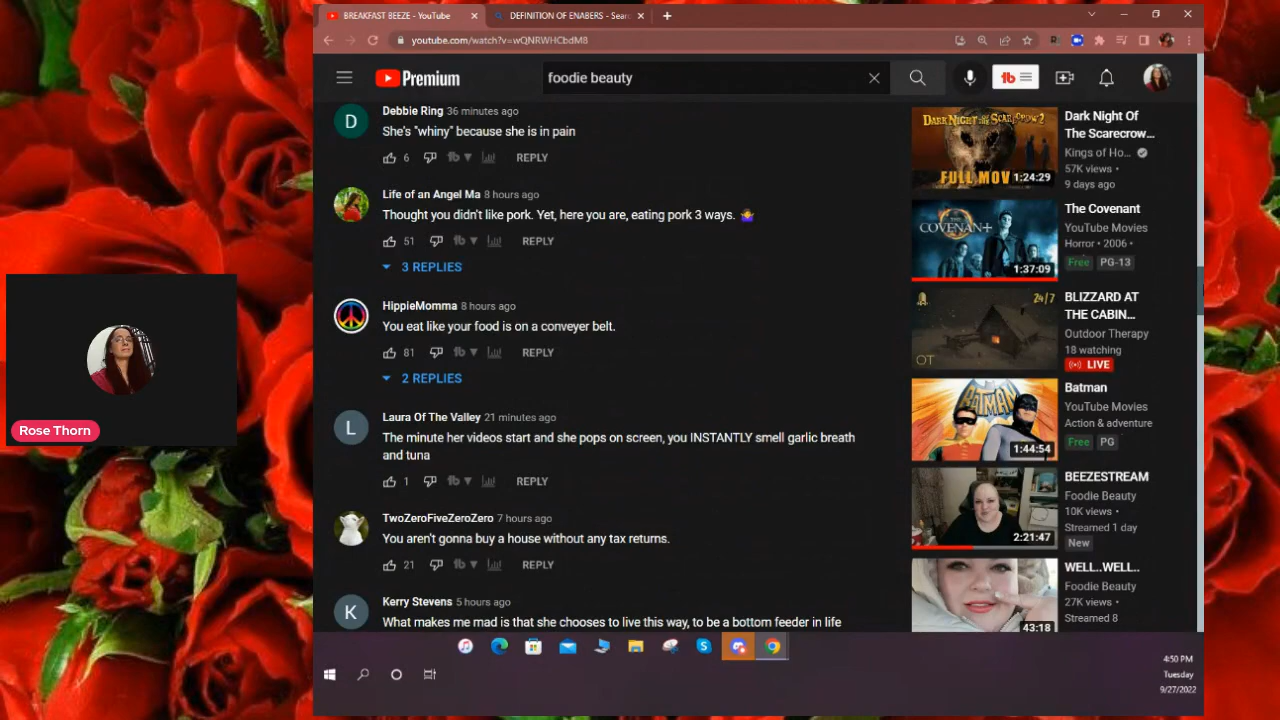 BREAKFAST BEEZE - YouTube
DEFINITION OF ENABERS - Sear
youtube.com/watch?v=wQNRWHCbdM8
Premium
foodie beauty
D
Debbie Ring 36 minutes ago
She's "whiny" because she is in pain
6
REPLY
Life of an Angel Ma 8 hours ago
Thought you didn't like pork. Yet, here you are, eating pork 3 ways. 🤷‍♀️
51
REPLY
3 REPLIES
HippieMomma 8 hours ago
You eat like your food is on a conveyer belt.
81
REPLY
2 REPLIES
L
Laura Of The Valley 21 minutes ago
The minute her videos start and she pops on screen, you INSTANTLY smell garlic breath
and tuna
1
REPLY
TwoZeroFiveZeroZero 7 hours ago
You aren't gonna buy a house without any tax returns.
21
REPLY
K
Kerry Stevens 5 hours ago
What makes me mad is that she chooses to live this way, to be a bottom feeder in life
DARK NIGHT OF THE SCARECROW 2
FULL MOV
1:24:29
Dark Night Of
The Scarecrow...
Kings of Ho...
57K views •
9 days ago
THE COVENANT
1:37:09
The Covenant
YouTube Movies
Horror • 2006 •
Free PG-13
24/7
OT
BLIZZARD AT
THE CABIN...
Outdoor Therapy
18 watching
LIVE
BATMAN
1:44:54
Batman
YouTube Movies
Action & adventure
Free PG
2:21:47
BEEZESTREAM
Foodie Beauty
10K views •
Streamed 1 day
New
43:18
WELL..WELL..
Foodie Beauty
27K views •
Streamed 8
Rose Thorn
4:50 PM
Tuesday
9/27/2022